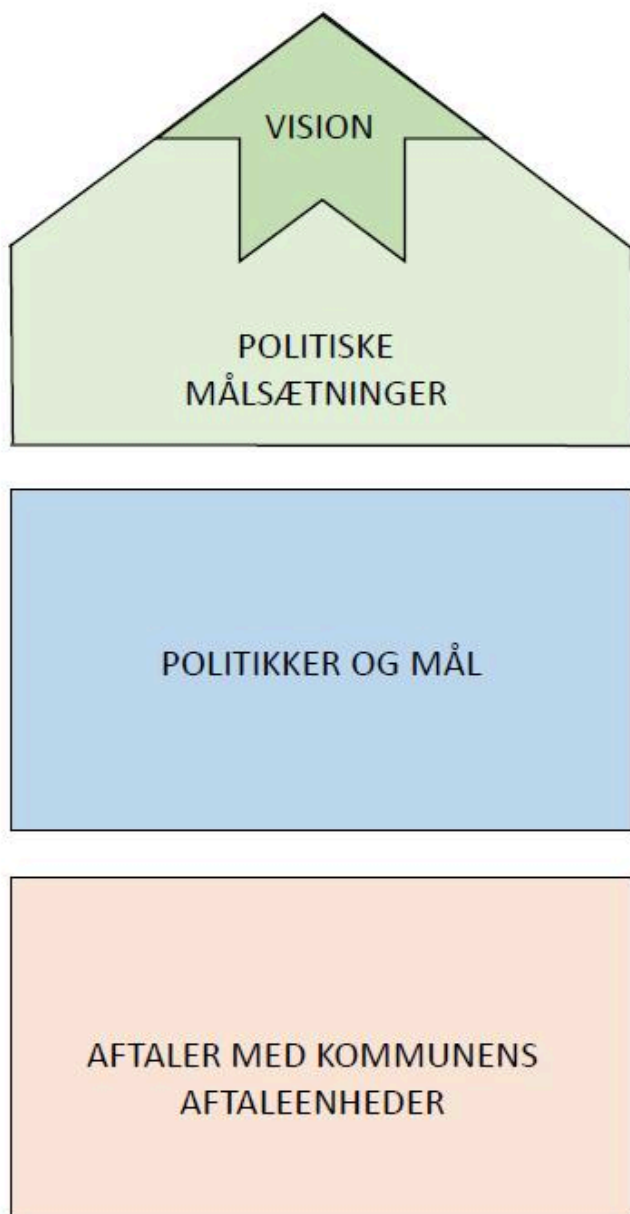 VISION
POLITISKE
MÅLSÆTNINGER
POLITIKKER OG MÅL
AFTALER MED KOMMUNENS
AFTALEENHEDER